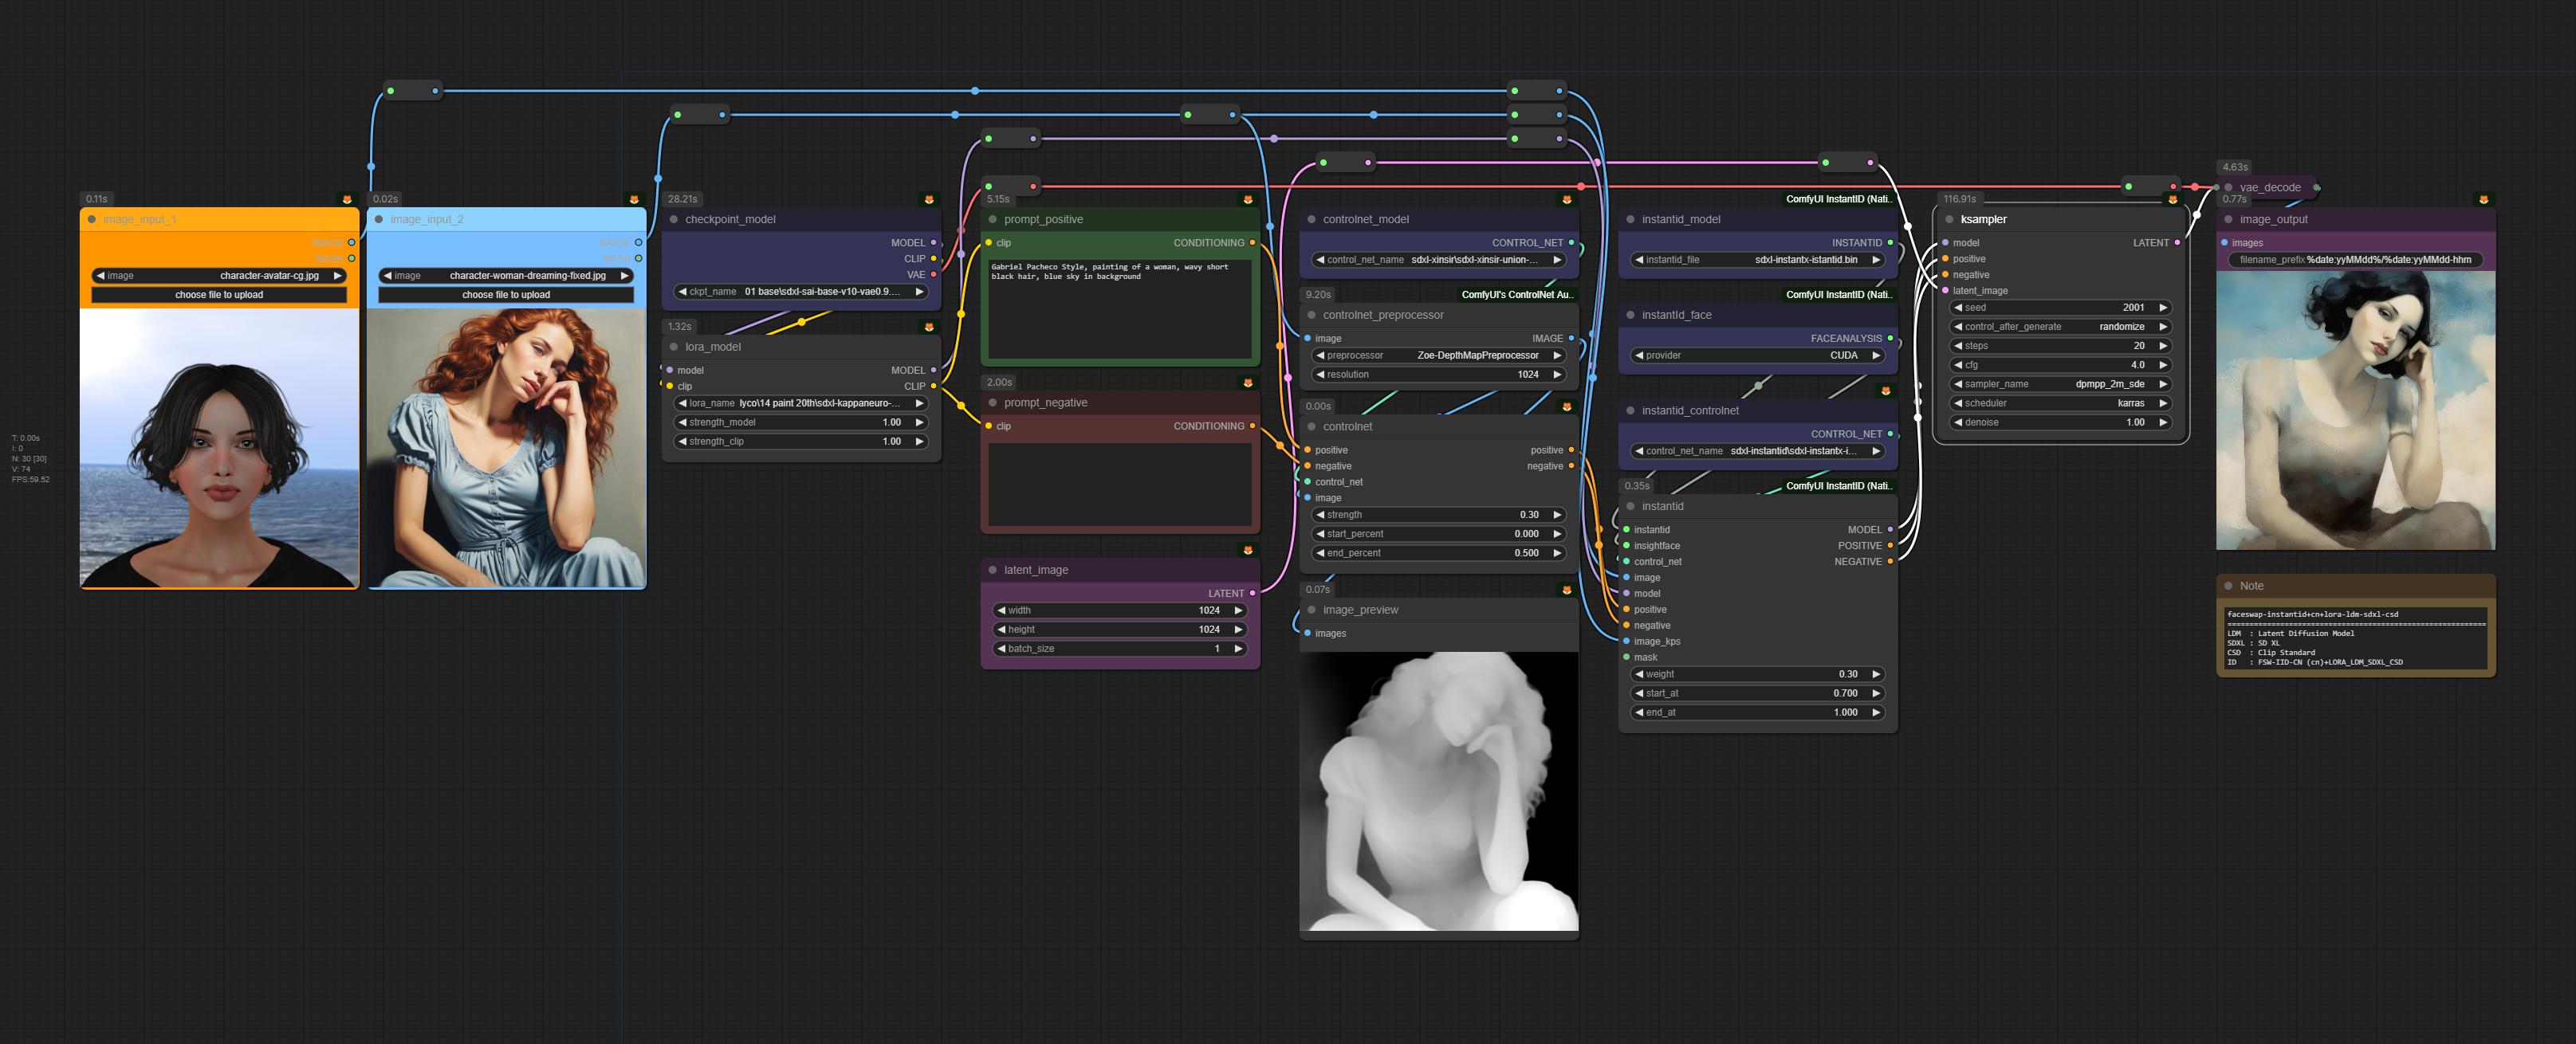 T: 0.00s
I: 0
N: 30 [30]
V: 74
FPS:59.52
0.11s
image_input_1
IMAGE
MASK
image character-avatar-cg.jpg
choose file to upload
0.02s
image_input_2
IMAGE
MASK
image character-woman-dreaming-fixed.jpg
choose file to upload
28.21s
checkpoint_model
MODEL
CLIP
VAE
ckpt_name 01 base\sdxl-sai-base-v10-vae0.9....
1.32s
lora_model
model MODEL
clip CLIP
lora_name lyco\14 paint 20th\sdxl-kappaneuro-...
strength_model 1.00
strength_clip 1.00
5.15s
prompt_positive
clip CONDITIONING
Gabriel Pacheco Style, painting of a woman, wavy short
black hair, blue sky in background
2.00s
prompt_negative
clip CONDITIONING
latent_image
LATENT
width 1024
height 1024
batch_size 1
controlnet_model
CONTROL_NET
control_net_name sdxl-xinsir\sdxl-xinsir-union-...
9.20s
ComfyUI's ControlNet Au..
controlnet_preprocessor
image IMAGE
preprocessor Zoe-DepthMapPreprocessor
resolution 1024
0.00s
controlnet
positive positive
negative negative
control_net
image
strength 0.30
start_percent 0.000
end_percent 0.500
0.07s
image_preview
images
ComfyUI InstantID (Nati..
instantid_model
INSTANTID
instantid_file sdxl-instantx-istantid.bin
ComfyUI InstantID (Nati..
instantId_face
FACEANALYSIS
provider CUDA
instantid_controlnet
CONTROL_NET
control_net_name sdxl-instantid\sdxl-instantx-i...
0.35s
ComfyUI InstantID (Nati..
instantid
instantid MODEL
insightface POSITIVE
control_net NEGATIVE
image
model
positive
negative
image_kps
mask
weight 0.30
start_at 0.700
end_at 1.000
116.91s
ksampler
model LATENT
positive
negative
latent_image
seed 2001
control_after_generate randomize
steps 20
cfg 4.0
sampler_name dpmpp_2m_sde
scheduler karras
denoise 1.00
4.63s
vae_decode
0.77s
image_output
images
filename_prefix %date:yyMMdd%/%date:yyMMdd-hhm
Note
faceswap-instantid+cn+lora-ldm-sdxl-csd
LDM : Latent Diffusion Model
SDXL : SD XL
CSD : Clip Standard
ID : FSW-IID-CN (cn)+LORA_LDM_SDXL_CSD